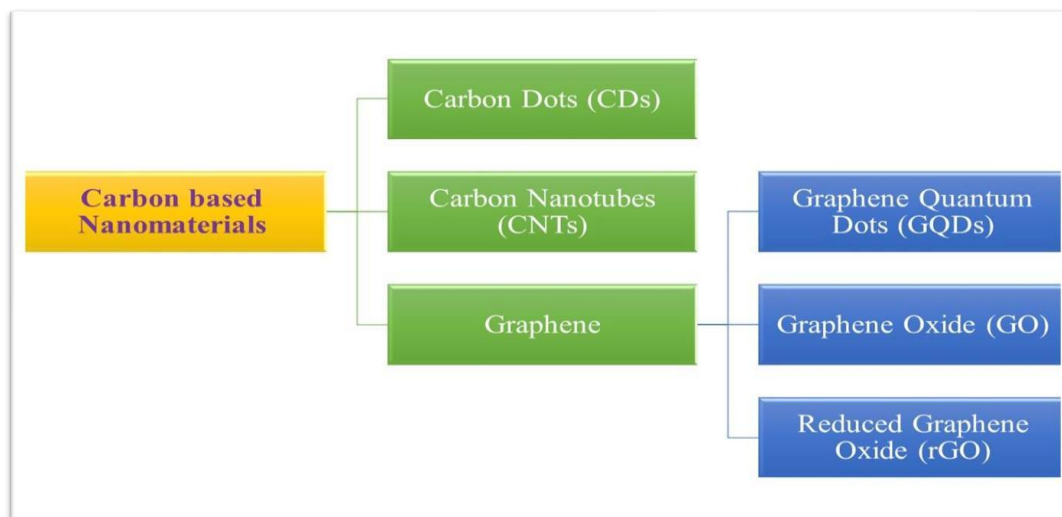 Carbon based
Nanomaterials
Carbon Dots (CDs)
Carbon Nanotubes
(CNTs)
Graphene
Graphene Quantum
Dots (GQDs)
Graphene Oxide (GO)
Reduced Graphene
Oxide (rGO)